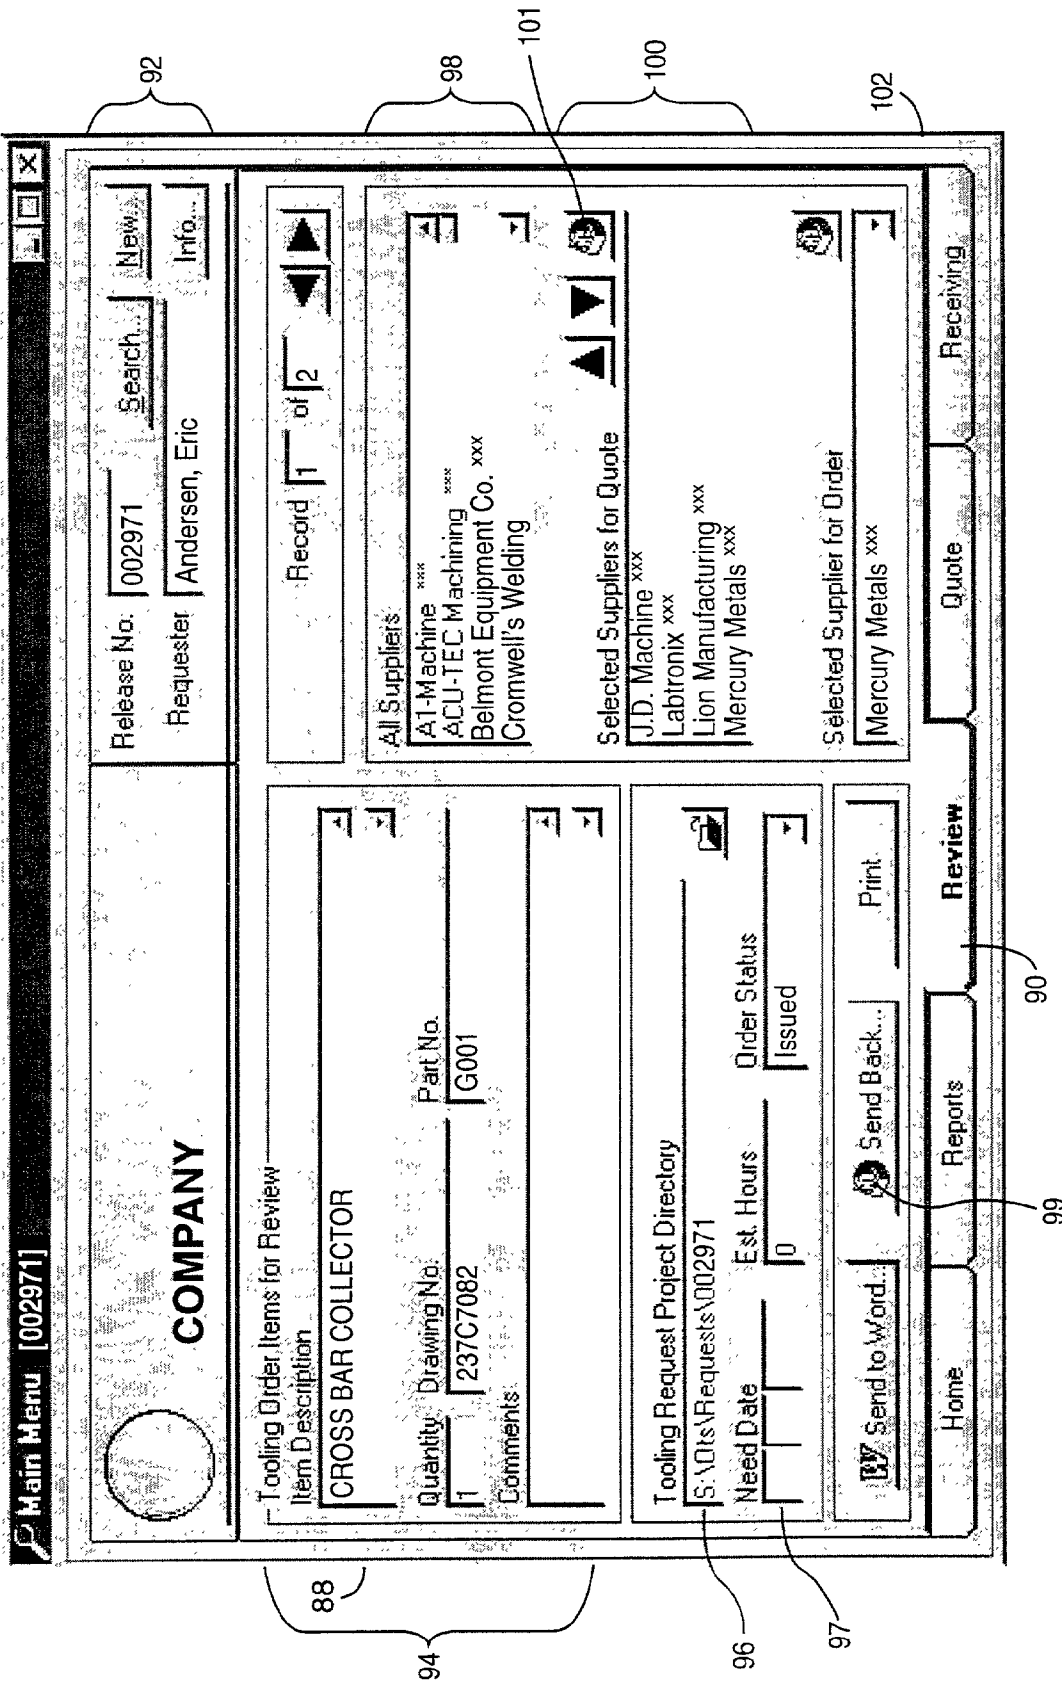 Main Menu [002971]
COMPANY
Release No. 002971 Search... New...
Requester Andersen, Eric Info...
Tooling Order Items for Review
Item Description
CROSS BAR COLLECTOR
Quantity Drawing No. Part No.
1 237C7082 G001
Comments
Tooling Request Project Directory
S:\Ots\Requests\002971
Need Date Est. Hours Order Status
0 Issued
W Send to Word... Send Back... Print
Record 1 of 2
All Suppliers
A1-Machine xxx
ACU-TEC Machining xxx
Belmont Equipment Co. xxx
Cromwell's Welding
Selected Suppliers for Quote
J.D. Machine xxx
Labtronix xxx
Lion Manufacturing xxx
Mercury Metals xxx
Selected Supplier for Order
Mercury Metals xxx
Home Reports Review Quote Receiving
88
94
96
97
99
90
92
98
101
100
102